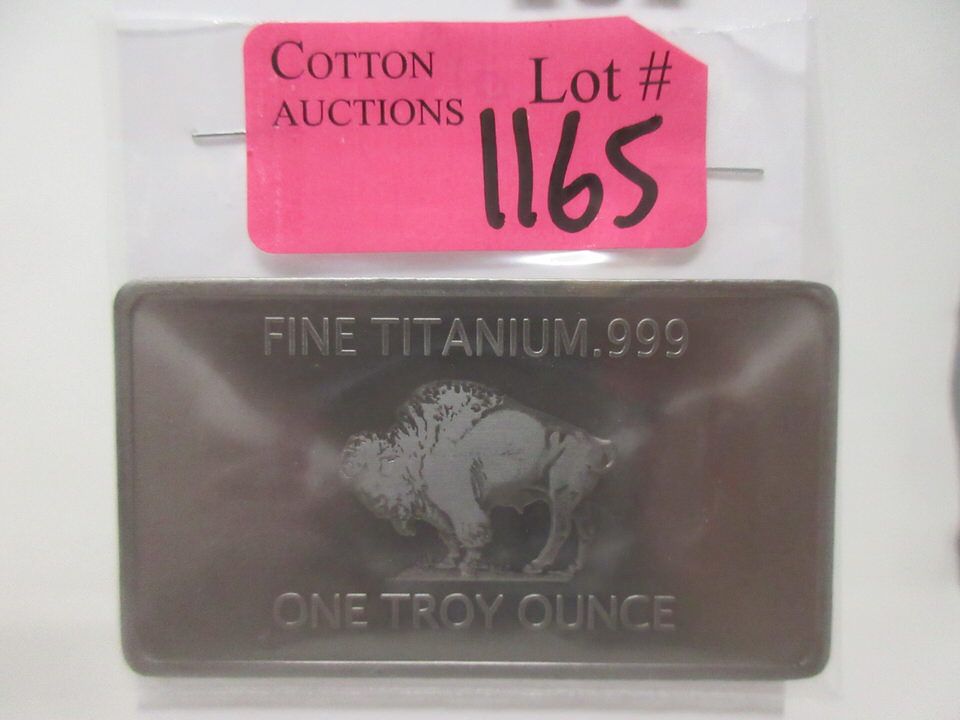 COTTON
AUCTIONS
Lot #
1165
FINE TITANIUM.999
ONE TROY OUNCE